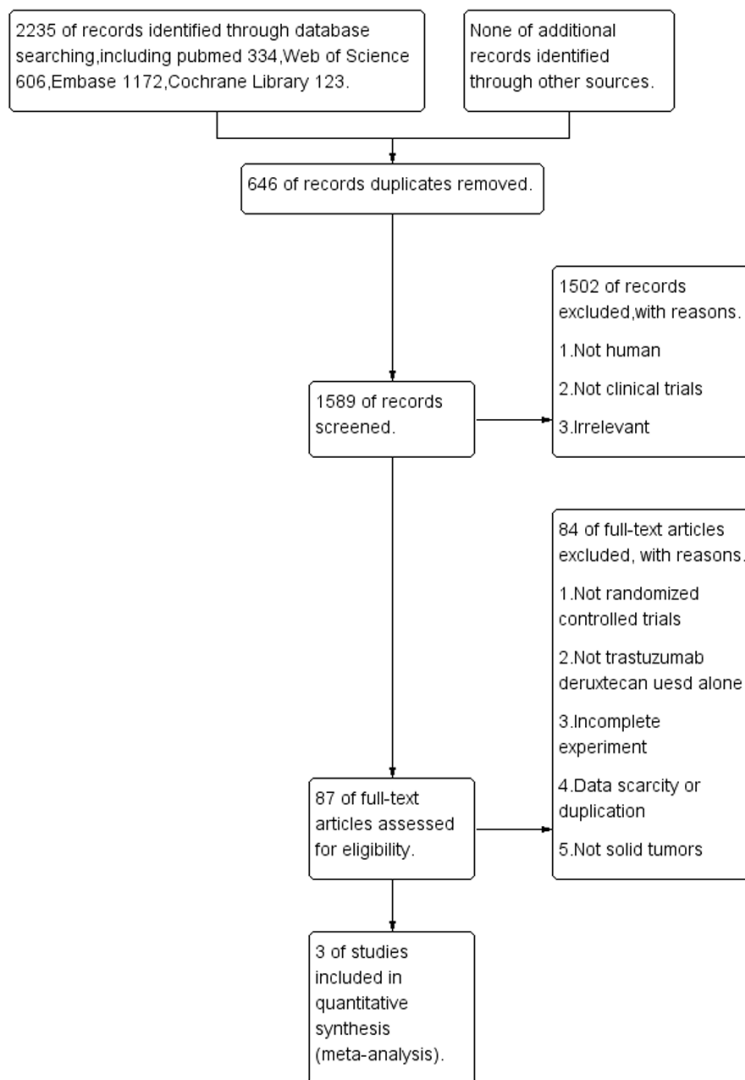 2235 of records identified through database
searching,including pubmed 334,Web of Science
606,Embase 1172,Cochrane Library 123.
None of additional
records identified
through other sources.
646 of records duplicates removed.
1502 of records
excluded,with reasons.
1.Not human
2.Not clinical trials
3.Irrelevant
1589 of records
screened.
84 of full-text articles
excluded, with reasons.
1.Not randomized
controlled trials
2.Not trastuzumab
deruxtecan uesd alone
3.Incomplete
experiment
4.Data scarcity or
duplication
5.Not solid tumors
87 of full-text
articles assessed
for eligibility.
3 of studies
included in
quantitative
synthesis
(meta-analysis).